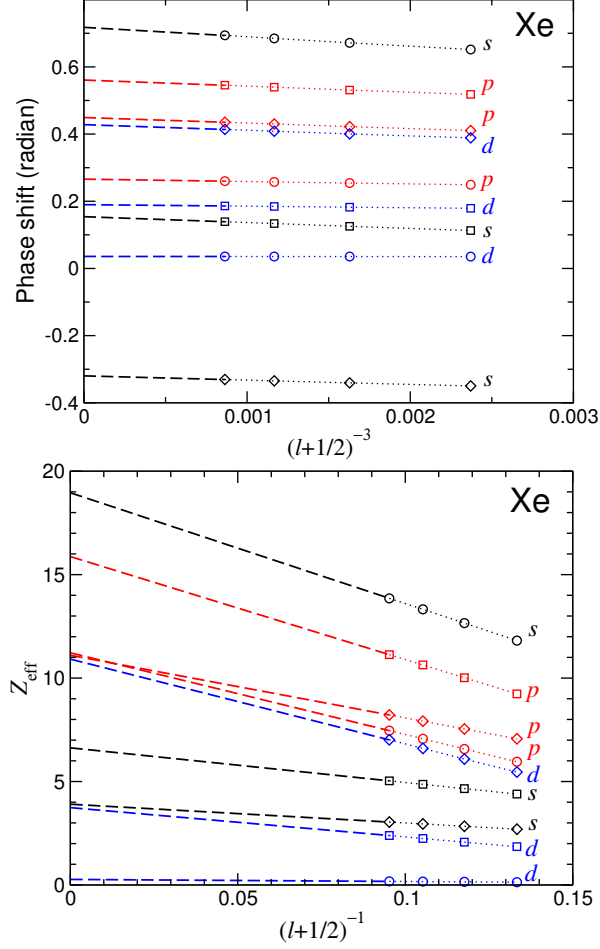 Xe
Phase shift (radian)
0.6
0.4
0.2
0
-0.2
-0.4
s
p
p
d
p
d
s
d
s
0
0.001
0.002
0.003
(l+1/2)⁻³
Xe
Z_eff
20
15
10
5
0
s
p
p
p
d
s
s
d
d
0
0.05
0.1
0.15
(l+1/2)⁻¹